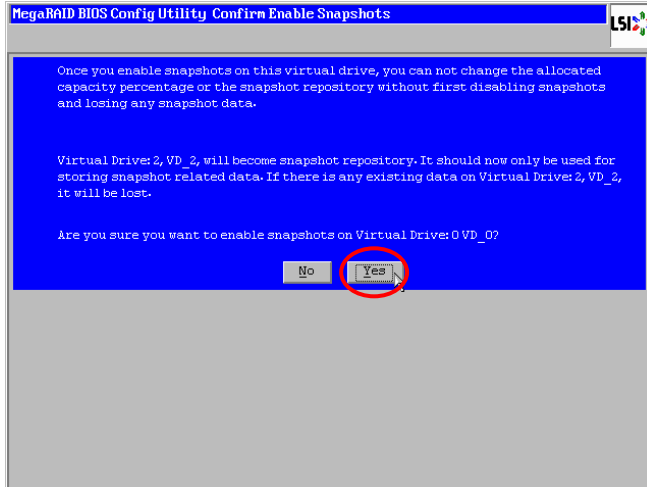 MegaRAID BIOS Config Utility Confirm Enable Snapshots
LSI
Once you enable snapshots on this virtual drive, you can not change the allocated
capacity percentage or the snapshot repository without first disabling snapshots
and losing any snapshot data.
Virtual Drive: 2, VD_2, will become snapshot repository. It should now only be used for
storing snapshot related data. If there is any existing data on Virtual Drive: 2, VD_2,
it will be lost.
Are you sure you want to enable snapshots on Virtual Drive: 0 VD_0?
No Yes